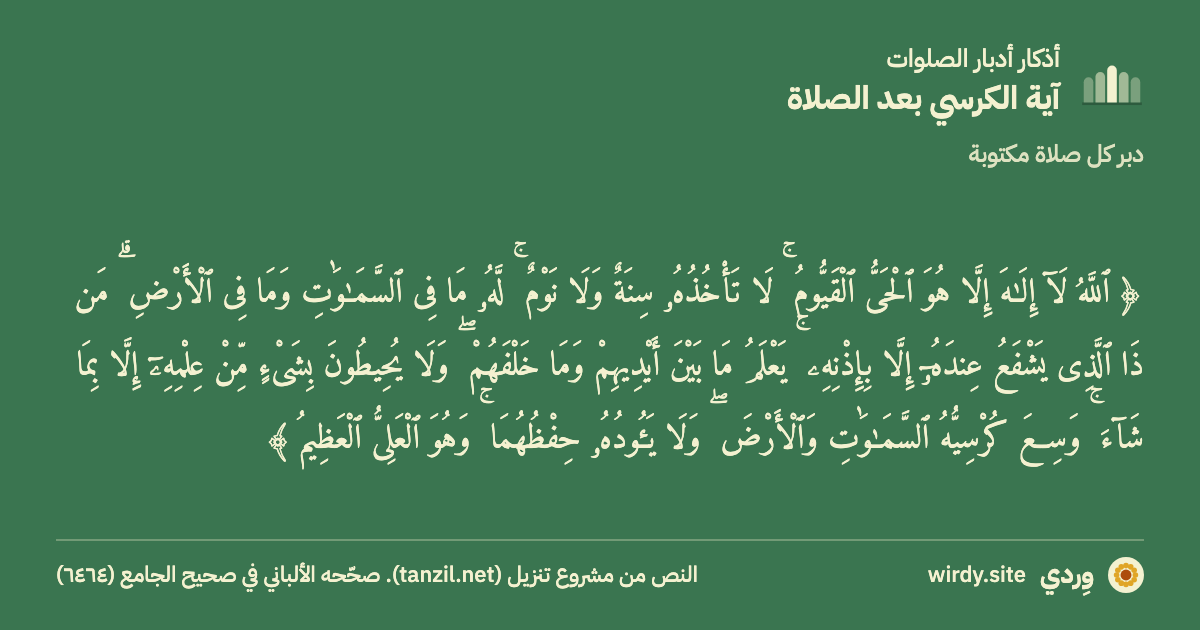 أذكار أدبار الصلوات
آية الكرسي بعد الصلاة
دبر كل صلاة مكتوبة
﴿ ٱللَّهُ لَآ إِلَـٰهَ إِلَّا هُوَ ٱلْحَىُّ ٱلْقَيُّومُ ۚ لَا تَأْخُذُهُۥ سِنَةٌ وَلَا نَوْمٌ ۚ لَّهُۥ مَا فِى ٱلسَّمَـٰوَٰتِ وَمَا فِى ٱلْأَرْضِ ۗ مَن
ذَا ٱلَّذِى يَشْفَعُ عِندَهُۥٓ إِلَّا بِإِذْنِهِۦ ۚ يَعْلَمُ مَا بَيْنَ أَيْدِيهِمْ وَمَا خَلْفَهُمْ ۖ وَلَا يُحِيطُونَ بِشَىْءٍ مِّنْ عِلْمِهِۦٓ إِلَّا بِمَا
شَآءَ ۚ وَسِعَ كُرْسِيُّهُ ٱلسَّمَـٰوَٰتِ وَٱلْأَرْضَ ۖ وَلَا يَـُٔودُهُۥ حِفْظُهُمَا ۚ وَهُوَ ٱلْعَلِىُّ ٱلْعَظِيمُ ﴾
وِردي wirdy.site
النص من مشروع تنزيل (tanzil.net). صحّحه الألباني في صحيح الجامع (٦٤٦٤)